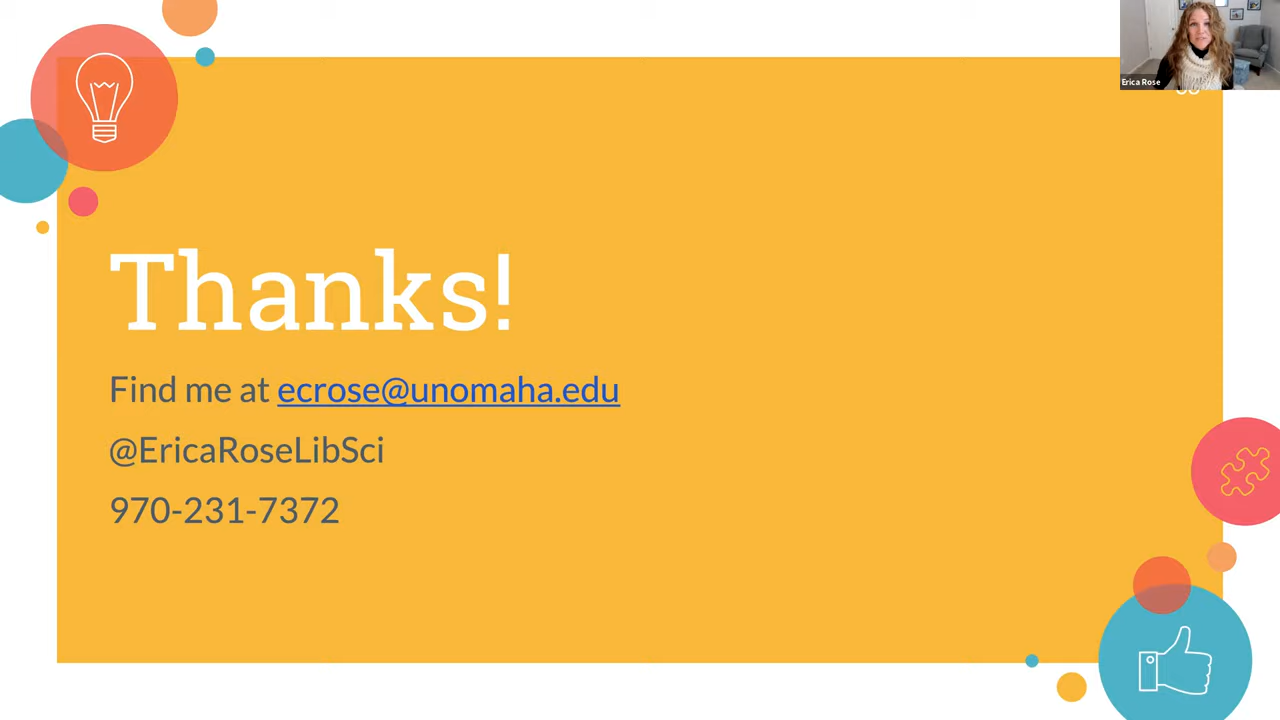 Erica Rose
Thanks!
Find me at ecrose@unomaha.edu
@EricaRoseLibSci
970-231-7372